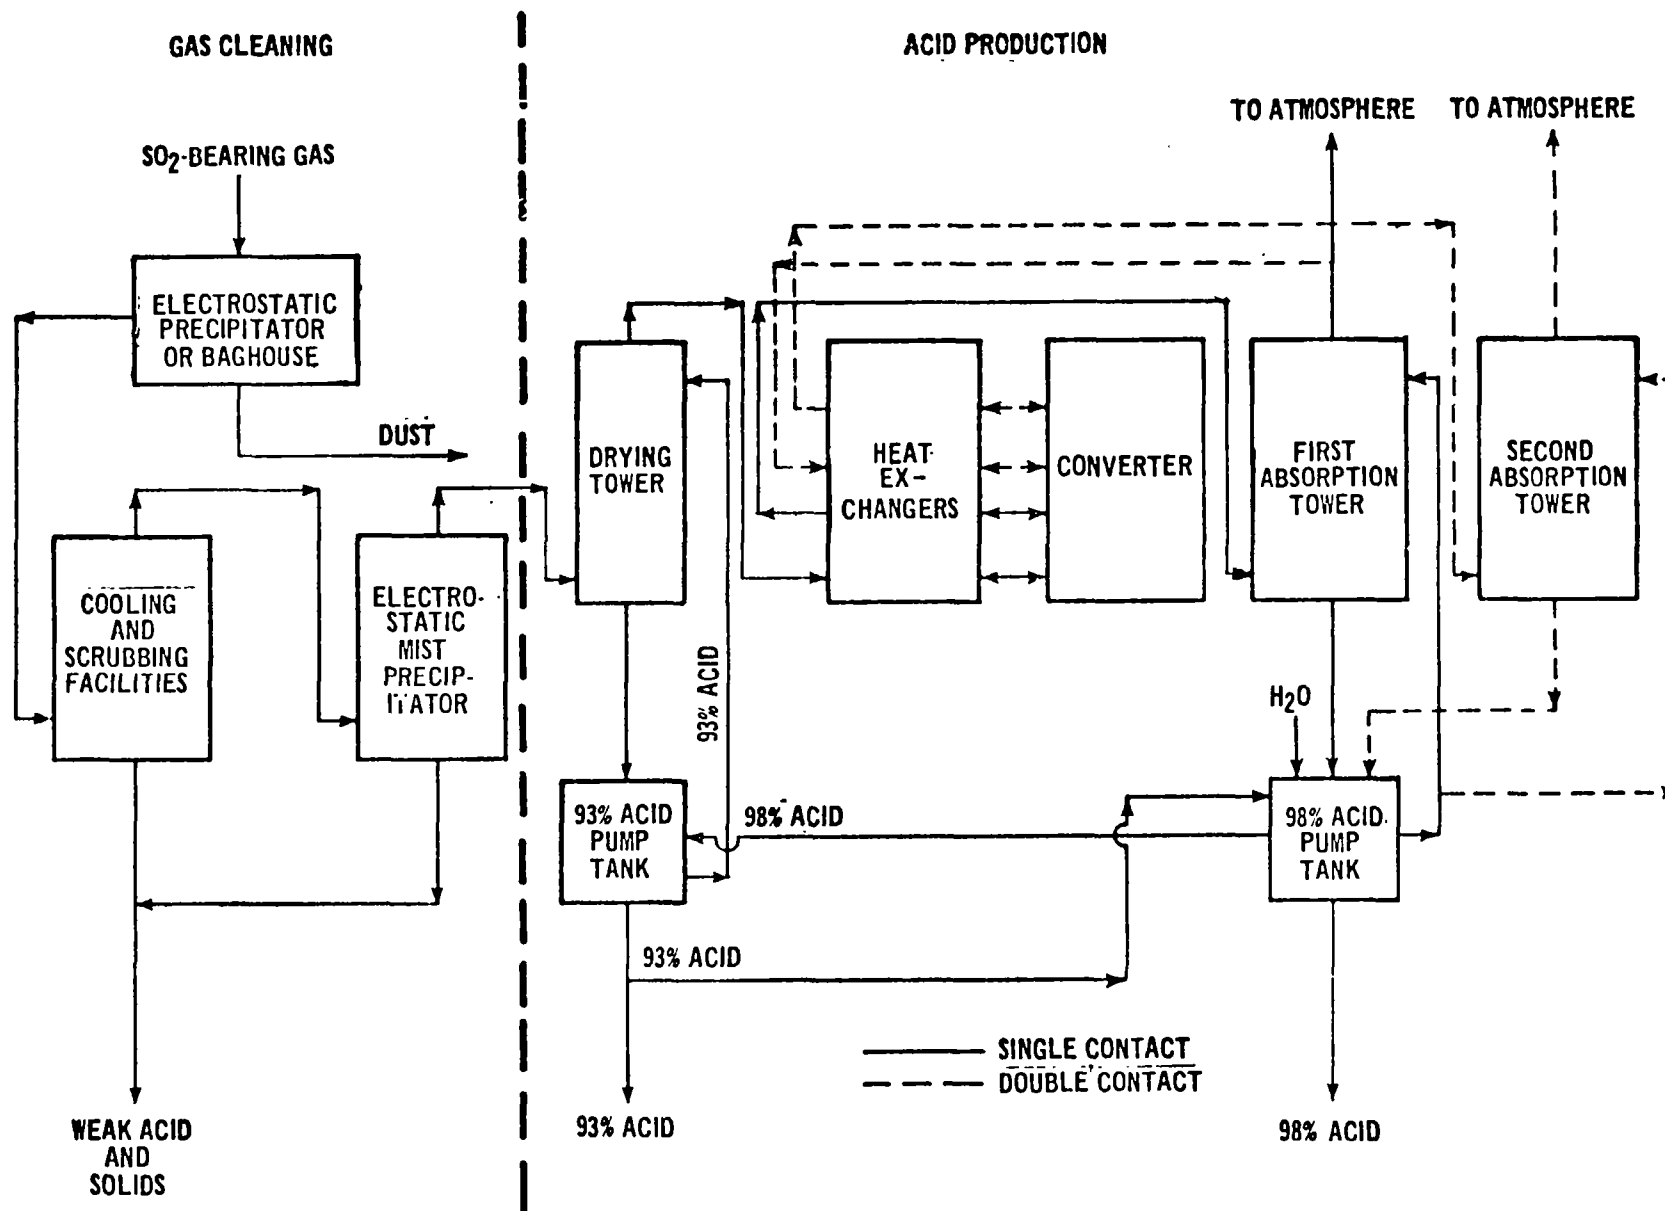 GAS CLEANING
ACID PRODUCTION
TO ATMOSPHERE
TO ATMOSPHERE
SO2-BEARING GAS
ELECTROSTATIC
PRECIPITATOR
OR BAGHOUSE
DUST
COOLING
AND
SCRUBBING
FACILITIES
ELECTRO-
STATIC
MIST
PRECIP-
ITATOR
DRYING
TOWER
HEAT
EX-
CHANGERS
CONVERTER
FIRST
ABSORPTION
TOWER
SECOND
ABSORPTION
TOWER
93% ACID
H2O
93% ACID
PUMP
TANK
98% ACID
98% ACID
PUMP
TANK
93% ACID
SINGLE CONTACT
DOUBLE CONTACT
WEAK ACID
AND
SOLIDS
93% ACID
98% ACID